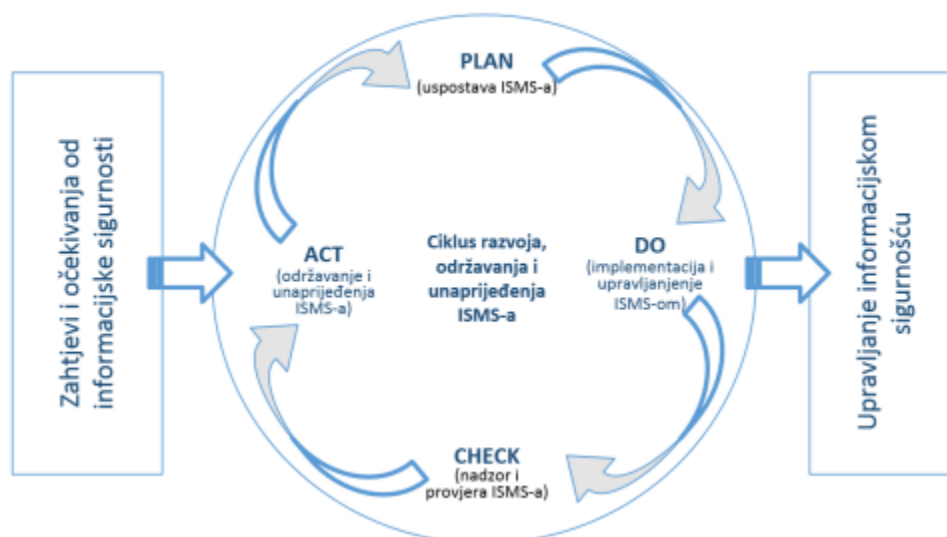 Zahtjevi i očekivanja od
informacijske sigurnosti
PLAN
(uspostava ISMS-a)
ACT
(održavanje i
unaprijeđenja
ISMS-a)
Ciklus razvoja,
održavanja i
unaprijeđenja
ISMS-a
DO
(implementacija i
upravljanjenje
ISMS-om)
CHECK
(nadzor i
provjera ISMS-a)
Upravljanje informacijskom
sigurnošću